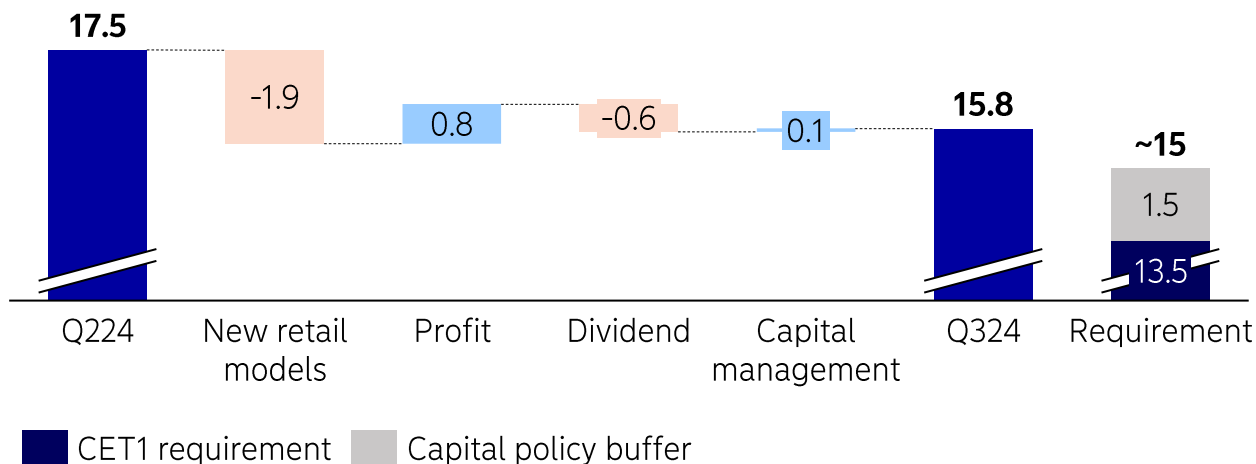 17.5
-1.9
0.8
-0.6
0.1
15.8
~15
1.5
13.5
Q224
New retail
models
Profit
Dividend
Capital
management
Q324
Requirement
CET1 requirement
Capital policy buffer